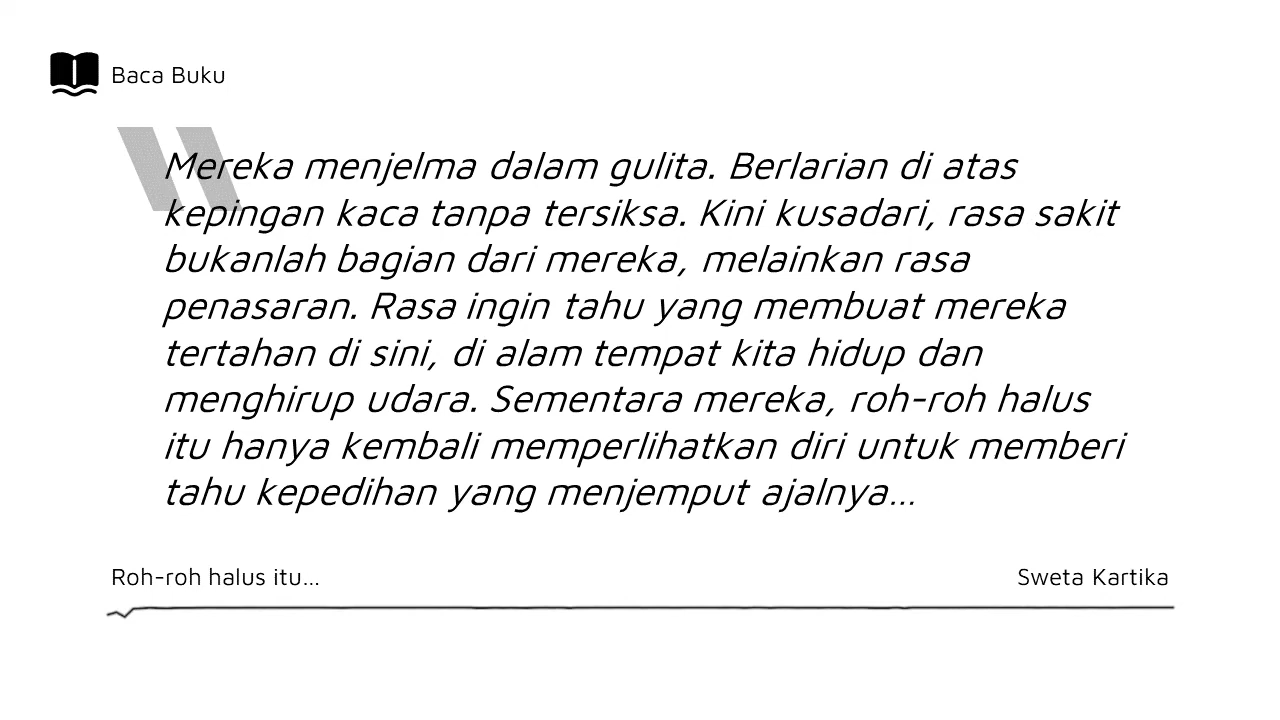 Baca Buku
Mereka menjelma dalam gulita. Berlarian di atas
kepingan kaca tanpa tersiksa. Kini kusadari, rasa sakit
bukanlah bagian dari mereka, melainkan rasa
penasaran. Rasa ingin tahu yang membuat mereka
tertahan di sini, di alam tempat kita hidup dan
menghirup udara. Sementara mereka, roh-roh halus
itu hanya kembali memperlihatkan diri untuk memberi
tahu kepedihan yang menjemput ajalnya...
Roh-roh halus itu...
Sweta Kartika